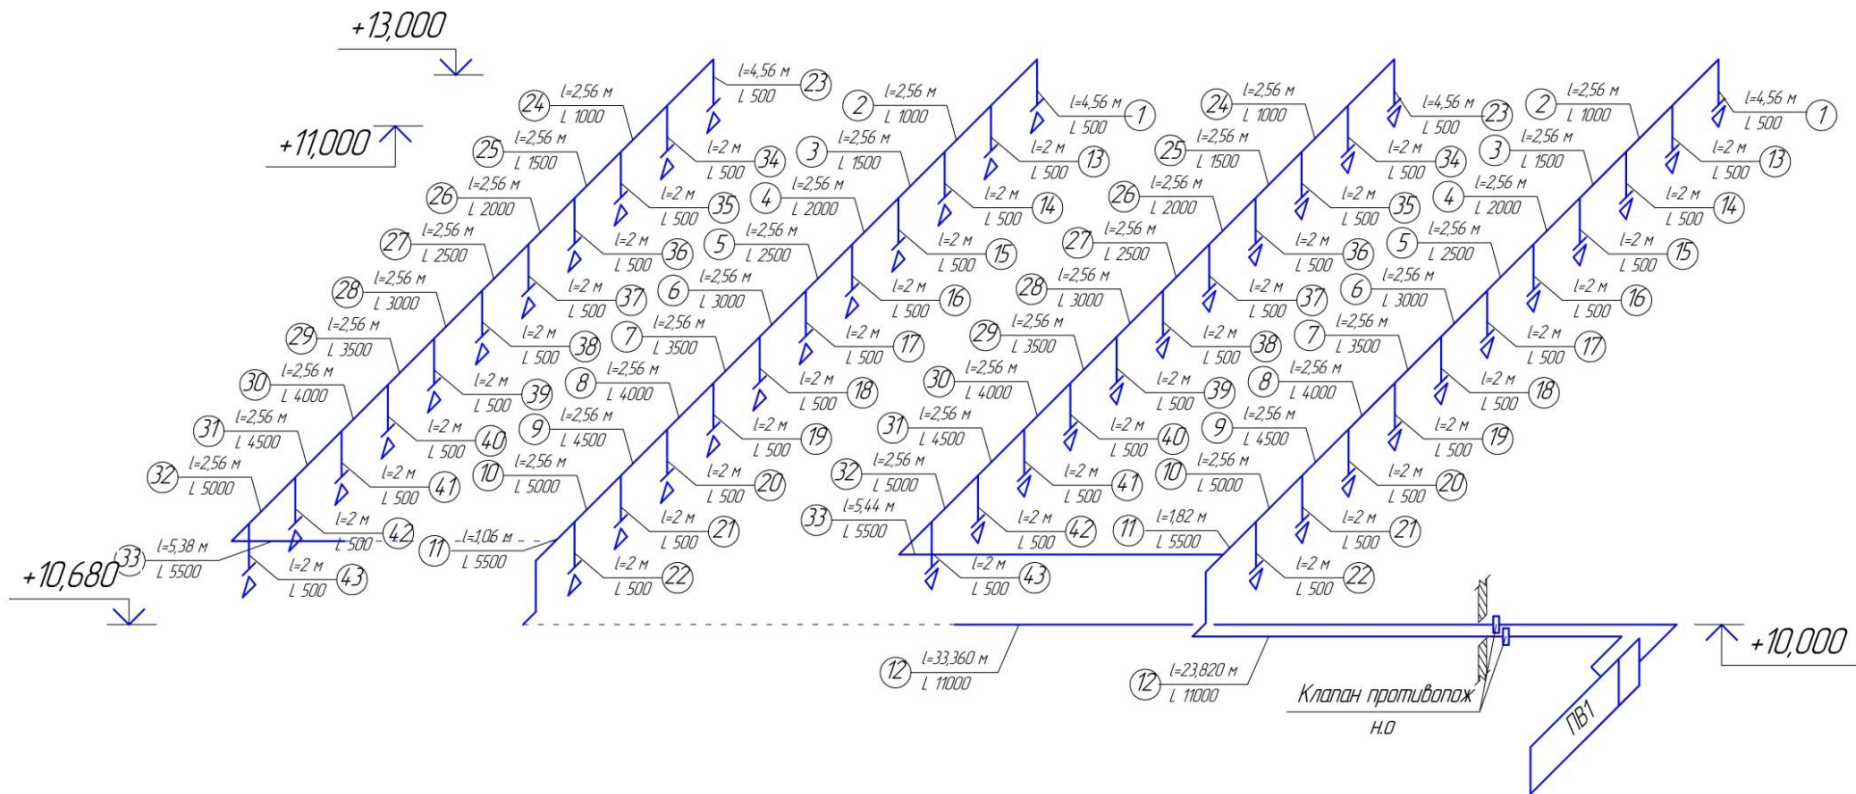 +13,000
+11,000
l=4,56 м
L 500
23
l=2,56 м
L 1000
24
l=2,56 м
L 1500
25
l=2,56 м
L 2000
26
l=2,56 м
L 2500
27
l=2,56 м
L 3000
28
l=2,56 м
L 3500
29
l=2,56 м
L 4000
30
l=2,56 м
L 4500
31
l=2,56 м
L 5000
32
l=5,38 м
L 5500
33
l=2 м
L 500
34
l=2 м
L 500
35
l=2 м
L 500
36
l=2 м
L 500
37
l=2 м
L 500
38
l=2 м
L 500
39
l=2 м
L 500
40
l=2 м
L 500
41
l=2 м
L 500
42
l=2 м
L 500
43
+10,680
l=4,56 м
L 500
1
l=2,56 м
L 1000
2
l=2,56 м
L 1500
3
l=2,56 м
L 2000
4
l=2,56 м
L 2500
5
l=2,56 м
L 3000
6
l=2,56 м
L 3500
7
l=2,56 м
L 4000
8
l=2,56 м
L 4500
9
l=2,56 м
L 5000
10
l=1,06 м
L 5500
11
l=2 м
L 500
13
l=2 м
L 500
14
l=2 м
L 500
15
l=2 м
L 500
16
l=2 м
L 500
17
l=2 м
L 500
18
l=2 м
L 500
19
l=2 м
L 500
20
l=2 м
L 500
21
l=2 м
L 500
22
l=33,360 м
L 11000
12
l=4,56 м
L 500
23
l=2,56 м
L 1000
24
l=2,56 м
L 1500
25
l=2,56 м
L 2000
26
l=2,56 м
L 2500
27
l=2,56 м
L 3000
28
l=2,56 м
L 3500
29
l=2,56 м
L 4000
30
l=2,56 м
L 4500
31
l=2,56 м
L 5000
32
l=5,44 м
L 5500
33
l=2 м
L 500
34
l=2 м
L 500
35
l=2 м
L 500
36
l=2 м
L 500
37
l=2 м
L 500
38
l=2 м
L 500
39
l=2 м
L 500
40
l=2 м
L 500
41
l=2 м
L 500
42
l=2 м
L 500
43
l=4,56 м
L 500
1
l=2,56 м
L 1000
2
l=2,56 м
L 1500
3
l=2,56 м
L 2000
4
l=2,56 м
L 2500
5
l=2,56 м
L 3000
6
l=2,56 м
L 3500
7
l=2,56 м
L 4000
8
l=2,56 м
L 4500
9
l=2,56 м
L 5000
10
l=1,82 м
L 5500
11
l=2 м
L 500
13
l=2 м
L 500
14
l=2 м
L 500
15
l=2 м
L 500
16
l=2 м
L 500
17
l=2 м
L 500
18
l=2 м
L 500
19
l=2 м
L 500
20
l=2 м
L 500
21
l=2 м
L 500
22
l=23,820 м
L 11000
12
+10,000
Клапан противопож
н.о
ПВ1